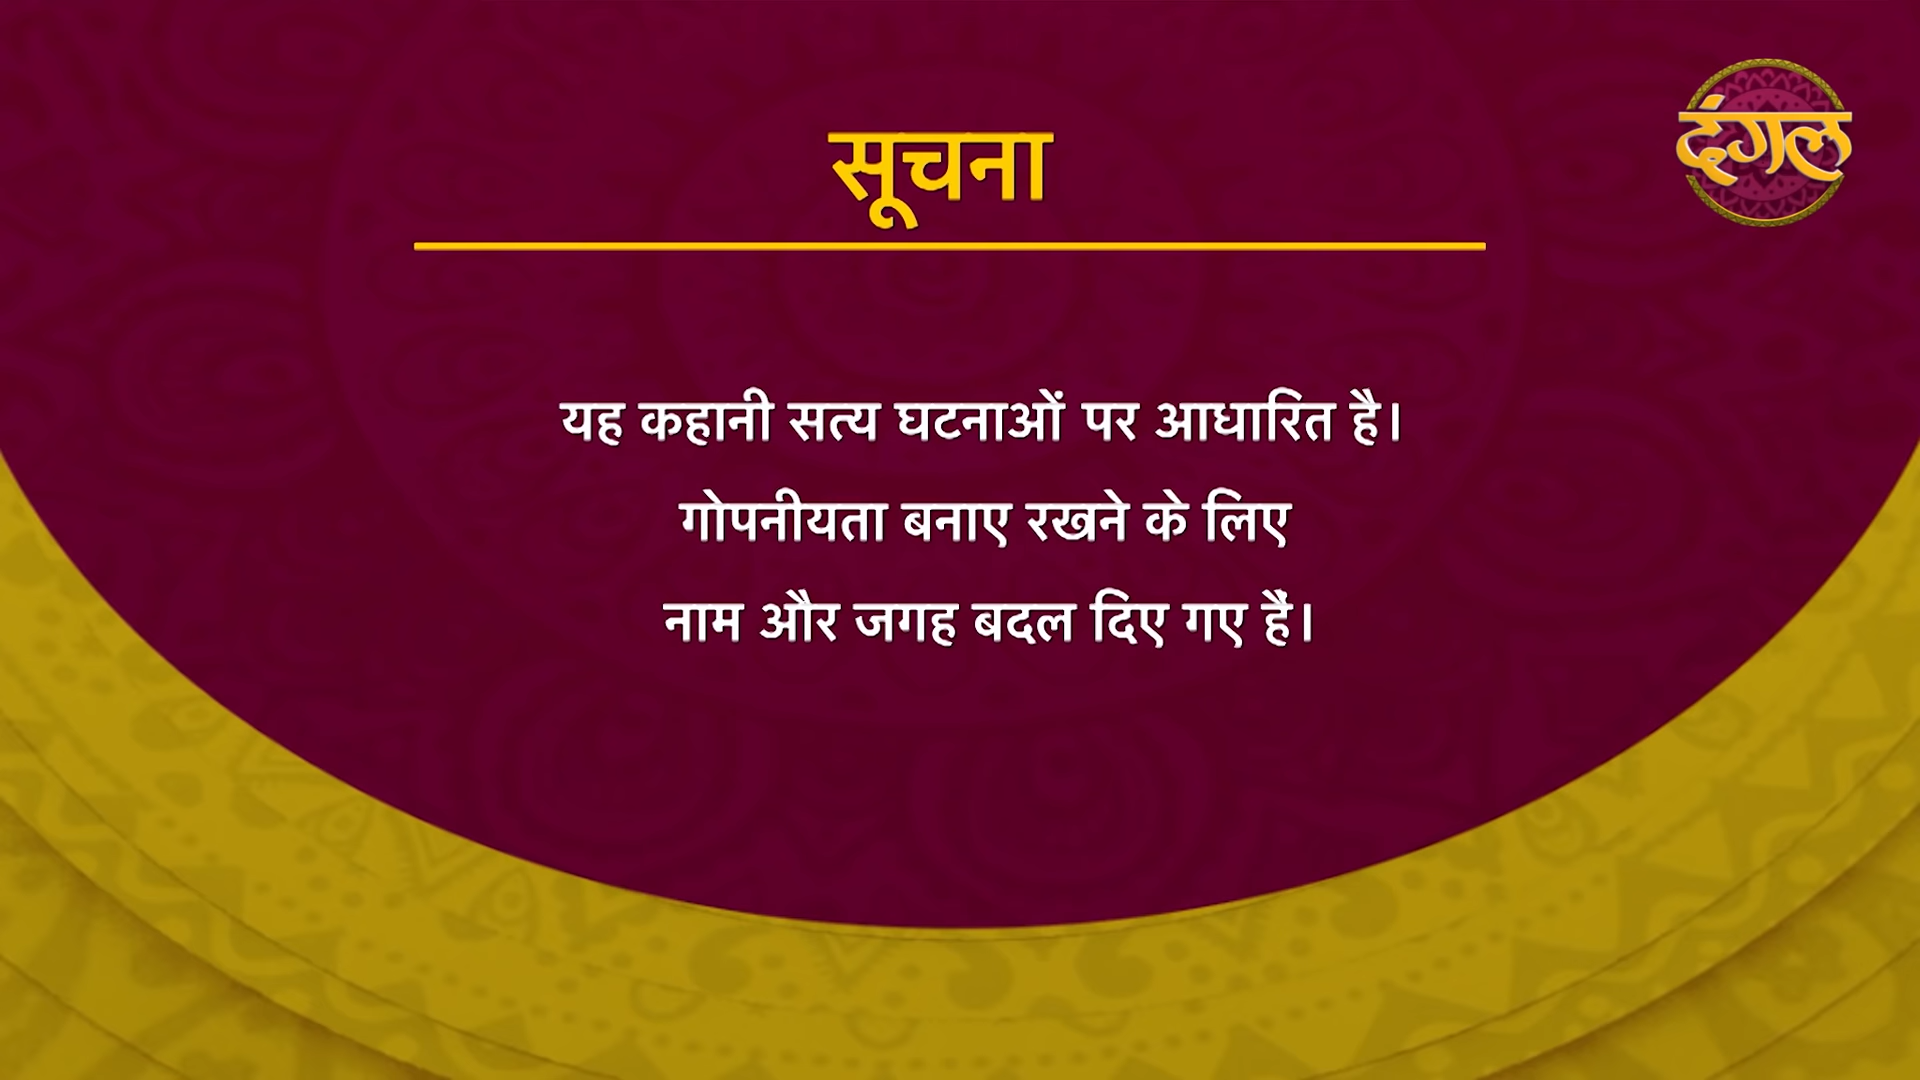 दंगल
सूचना
यह कहानी सत्य घटनाओं पर आधारित है।
गोपनीयता बनाए रखने के लिए
नाम और जगह बदल दिए गए हैं।